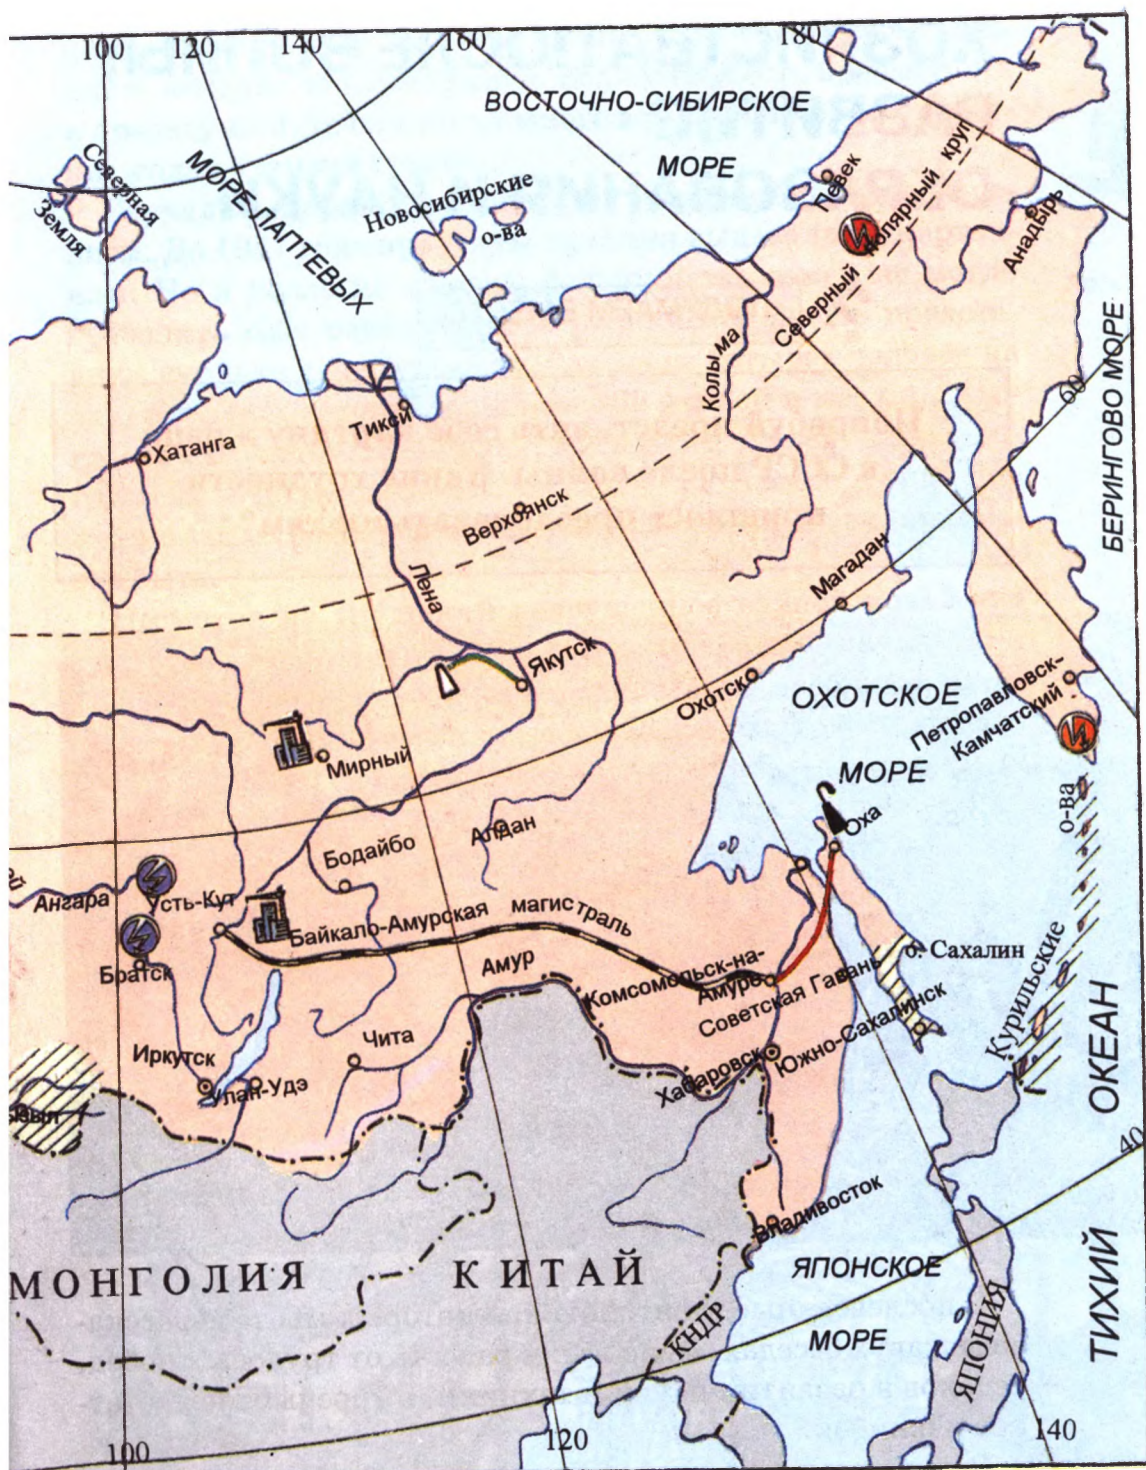 100
120
140
160
180
ВОСТОЧНО-СИБИРСКОЕ
МОРЕ
Северная
Земля
МОРЕ ЛАПТЕВЫХ
Новосибирские
о-ва
Певек
Северный полярный круг
Анадырь
Колыма
60
БЕРИНГОВО МОРЕ
Хатанга
Тикси
Верхоянск
Лена
Магадан
Якутск
Охотск
ОХОТСКОЕ
МОРЕ
Петропавловск-
Камчатский
Мирный
Оха
о-ва
Алдан
Бодайбо
Ангара
Усть-Кут
Байкало-Амурская магистраль
Братск
Амур
Комсомольск-на-
Амуре
Советская Гавань
о. Сахалин
Курильские
Южно-Сахалинск
Чита
Иркутск
Улан-Удэ
Хабаровск
Владивосток
ТИХИЙ ОКЕАН
40
МОНГОЛИЯ
КИТАЙ
ЯПОНСКОЕ
МОРЕ
КНДР
ЯПОНИЯ
100
120
140